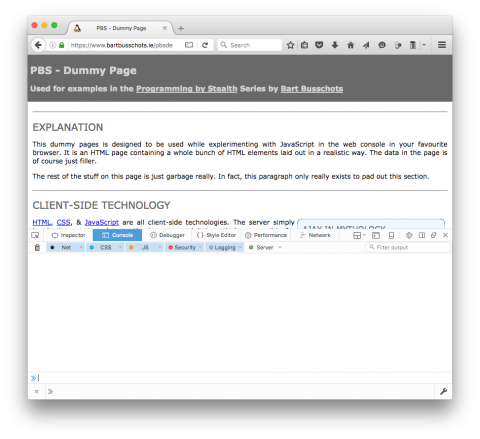 PBS - Dummy Page
https://www.bartbusschots.ie/pbsde
Search
PBS - Dummy Page
Used for examples in the Programming by Stealth Series by Bart Busschots
EXPLANATION
This dummy pages is designed to be used while explerimenting with JavaScript in the web console in your favourite
browser. It is an HTML page containing a whole bunch of HTML elements laid out in a realistic way. The data in the page is
of course just filler.
The rest of the stuff on this page is just garbage really. In fact, this paragraph only really exists to pad out this section.
CLIENT-SIDE TECHNOLOGY
HTML, CSS, & JavaScript are all client-side technologies. The server simply
AJAX IN MYTHOLOGY
Inspector Console Debugger Style Editor Performance Network
Net CSS JS Security Logging Server Filter output